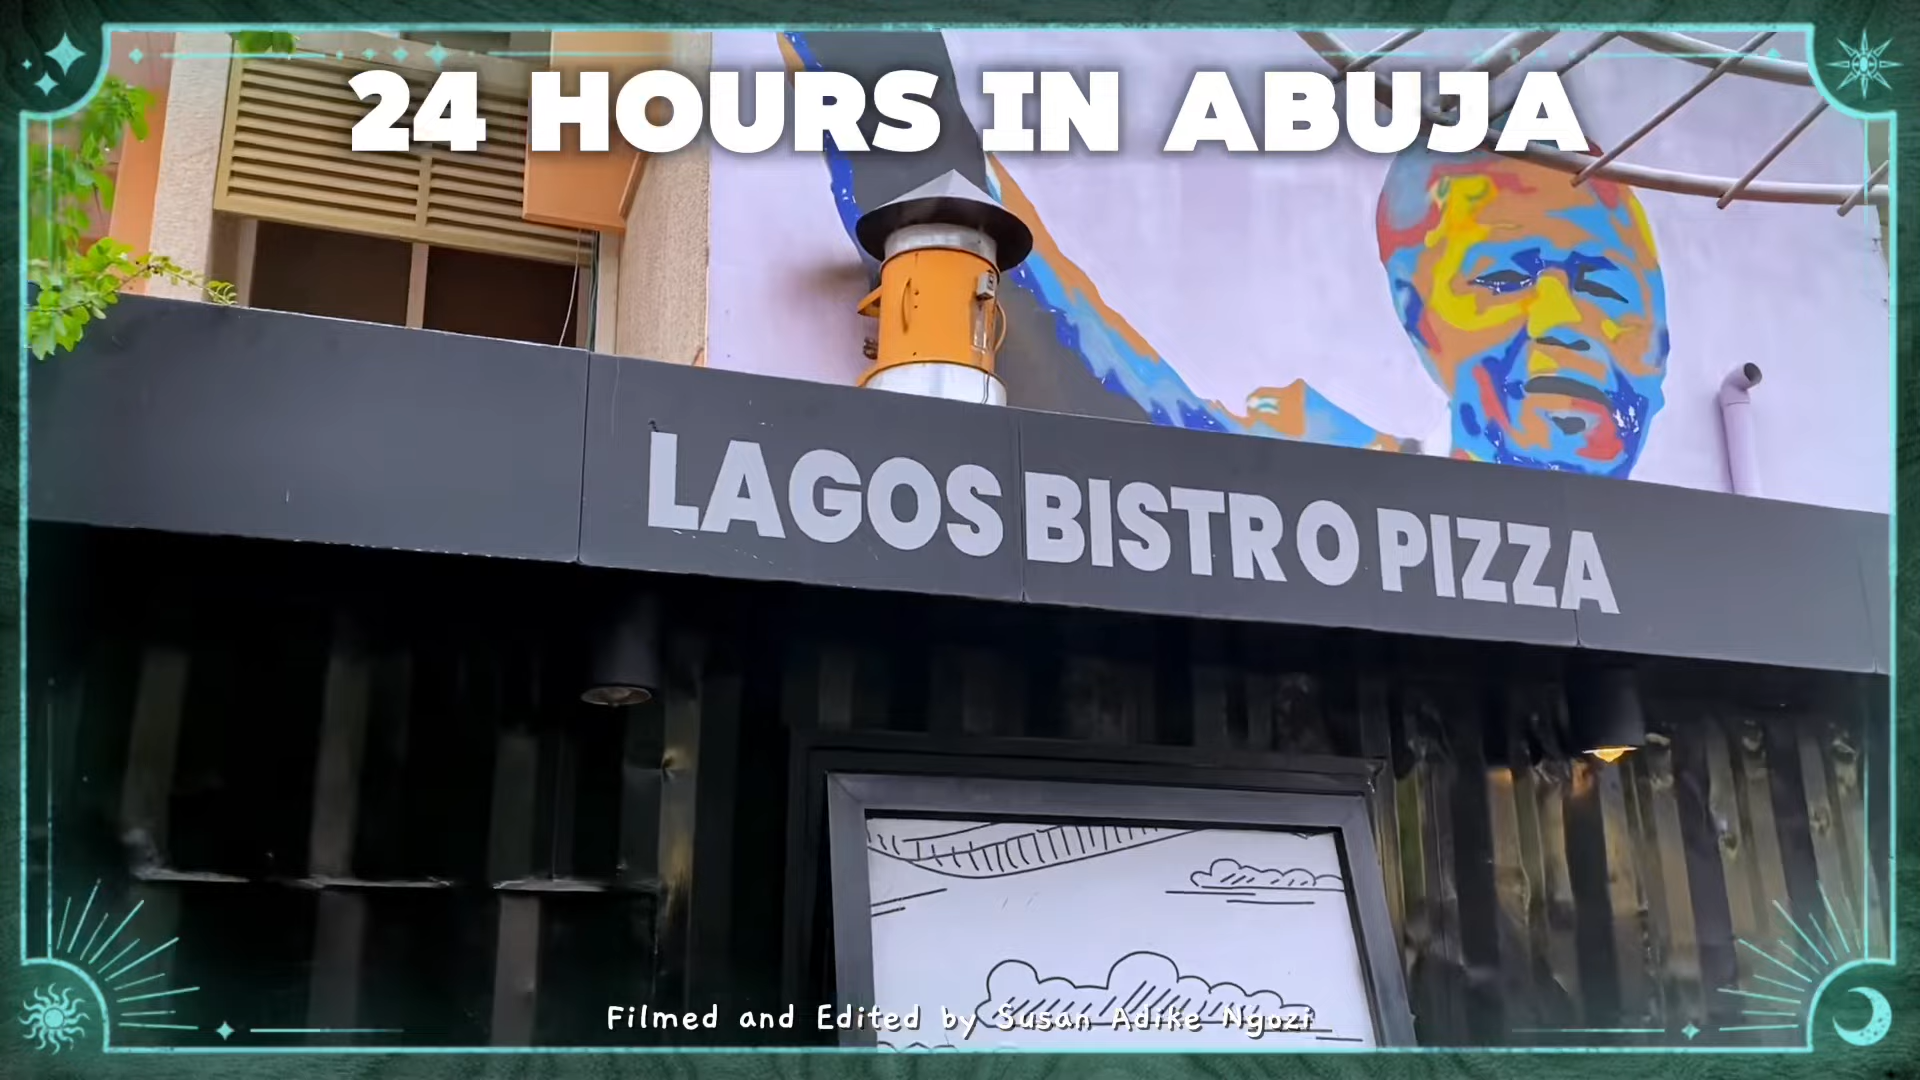 24 HOURS IN ABUJA
LAGOS BISTRO PIZZA
Filmed and Edited by Susan Adike Ngozi